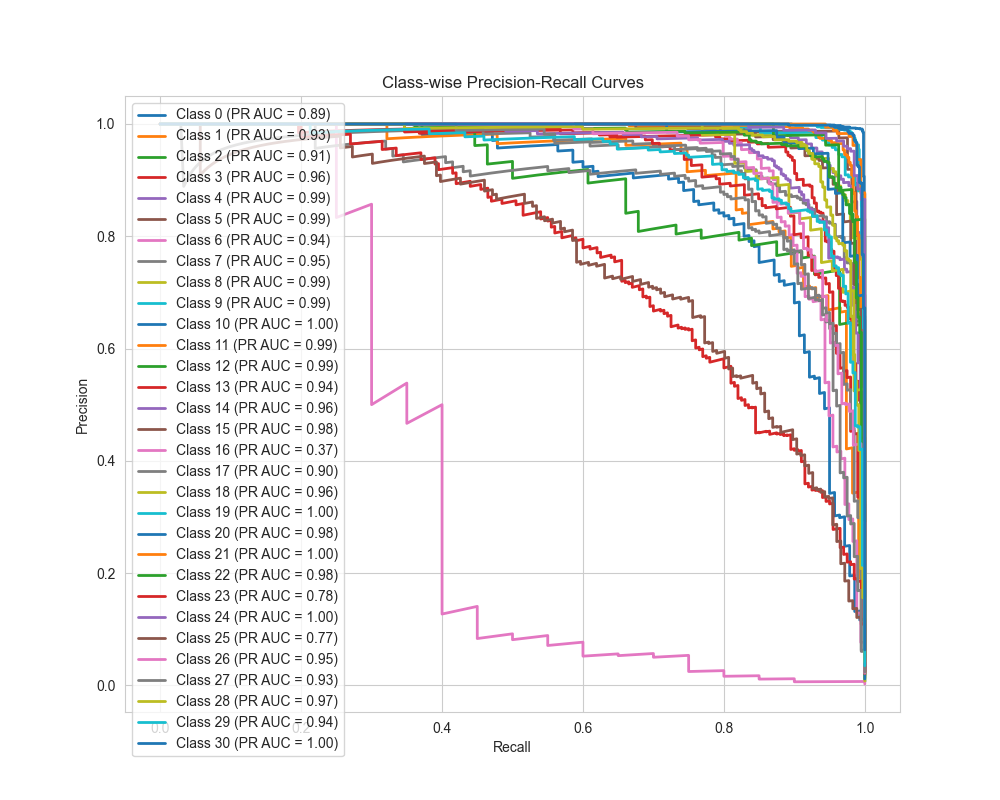 Class-wise Precision-Recall Curves
1.0
0.8
0.6
0.4
0.2
0.0
Precision
Class 0 (PR AUC = 0.89)
Class 1 (PR AUC = 0.93)
Class 2 (PR AUC = 0.91)
Class 3 (PR AUC = 0.96)
Class 4 (PR AUC = 0.99)
Class 5 (PR AUC = 0.99)
Class 6 (PR AUC = 0.94)
Class 7 (PR AUC = 0.95)
Class 8 (PR AUC = 0.99)
Class 9 (PR AUC = 0.99)
Class 10 (PR AUC = 1.00)
Class 11 (PR AUC = 0.99)
Class 12 (PR AUC = 0.99)
Class 13 (PR AUC = 0.94)
Class 14 (PR AUC = 0.96)
Class 15 (PR AUC = 0.98)
Class 16 (PR AUC = 0.37)
Class 17 (PR AUC = 0.90)
Class 18 (PR AUC = 0.96)
Class 19 (PR AUC = 1.00)
Class 20 (PR AUC = 0.98)
Class 21 (PR AUC = 1.00)
Class 22 (PR AUC = 0.98)
Class 23 (PR AUC = 0.78)
Class 24 (PR AUC = 1.00)
Class 25 (PR AUC = 0.77)
Class 26 (PR AUC = 0.95)
Class 27 (PR AUC = 0.93)
Class 28 (PR AUC = 0.97)
Class 29 (PR AUC = 0.94)
Class 30 (PR AUC = 1.00)
0.0 0.2 0.4 0.6 0.8 1.0
Recall